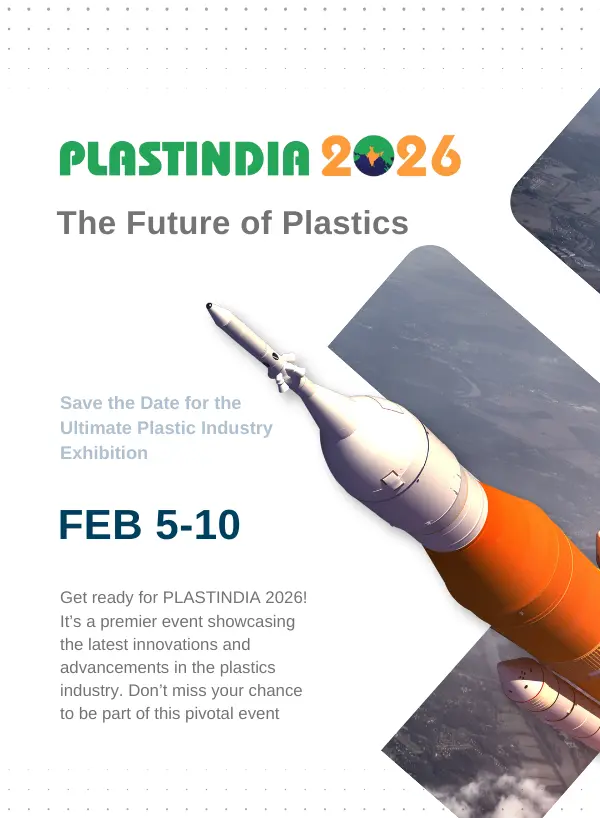 PLASTINDIA 2026
The Future of Plastics
Save the Date for the
Ultimate Plastic Industry
Exhibition
FEB 5-10
Get ready for PLASTINDIA 2026!
It’s a premier event showcasing
the latest innovations and
advancements in the plastics
industry. Don’t miss your chance
to be part of this pivotal event